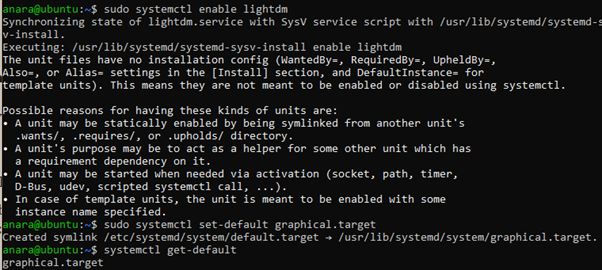 anara@ubuntu:~$ sudo systemctl enable lightdm
Synchronizing state of lightdm.service with SysV service script with /usr/lib/systemd/systemd-s
v-install.
Executing: /usr/lib/systemd/systemd-sysv-install enable lightdm
The unit files have no installation config (WantedBy=, RequiredBy=, UpheldBy=,
Also=, or Alias= settings in the [Install] section, and DefaultInstance= for
template units). This means they are not meant to be enabled or disabled using systemctl.

Possible reasons for having these kinds of units are:
• A unit may be statically enabled by being symlinked from another unit's
.wants/, .requires/, or .upholds/ directory.
• A unit's purpose may be to act as a helper for some other unit which has
a requirement dependency on it.
• A unit may be started when needed via activation (socket, path, timer,
D-Bus, udev, scripted systemctl call, ...).
• In case of template units, the unit is meant to be enabled with some
instance name specified.
anara@ubuntu:~$ sudo systemctl set-default graphical.target
Created symlink /etc/systemd/system/default.target → /usr/lib/systemd/system/graphical.target.
anara@ubuntu:~$ systemctl get-default
graphical.target